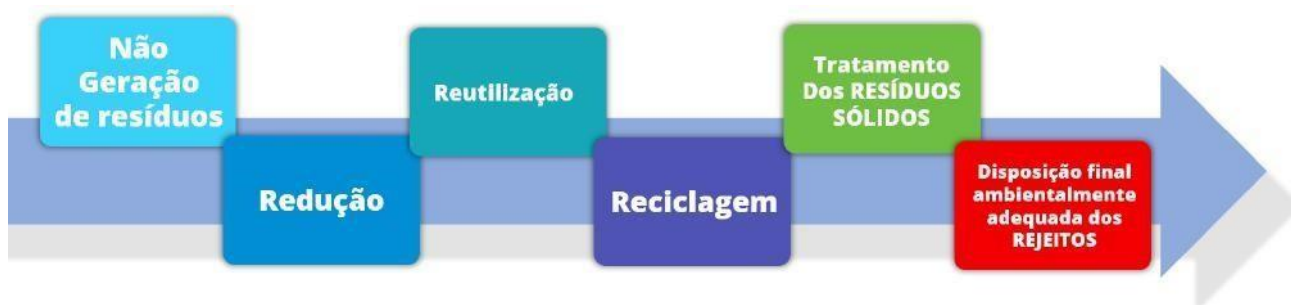 Não
Geração
de resíduos
Redução
Reutilização
Reciclagem
Tratamento
Dos RESÍDUOS
SÓLIDOS
Disposição final
ambientalmente
adequada dos
REJEITOS